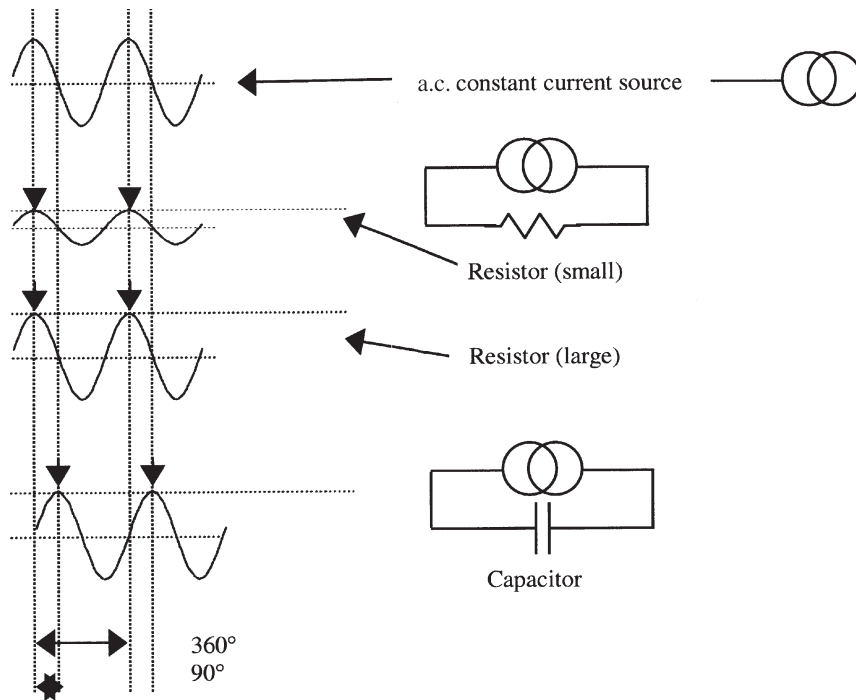 a.c. constant current source
Resistor (small)
Resistor (large)
Capacitor
360°
90°